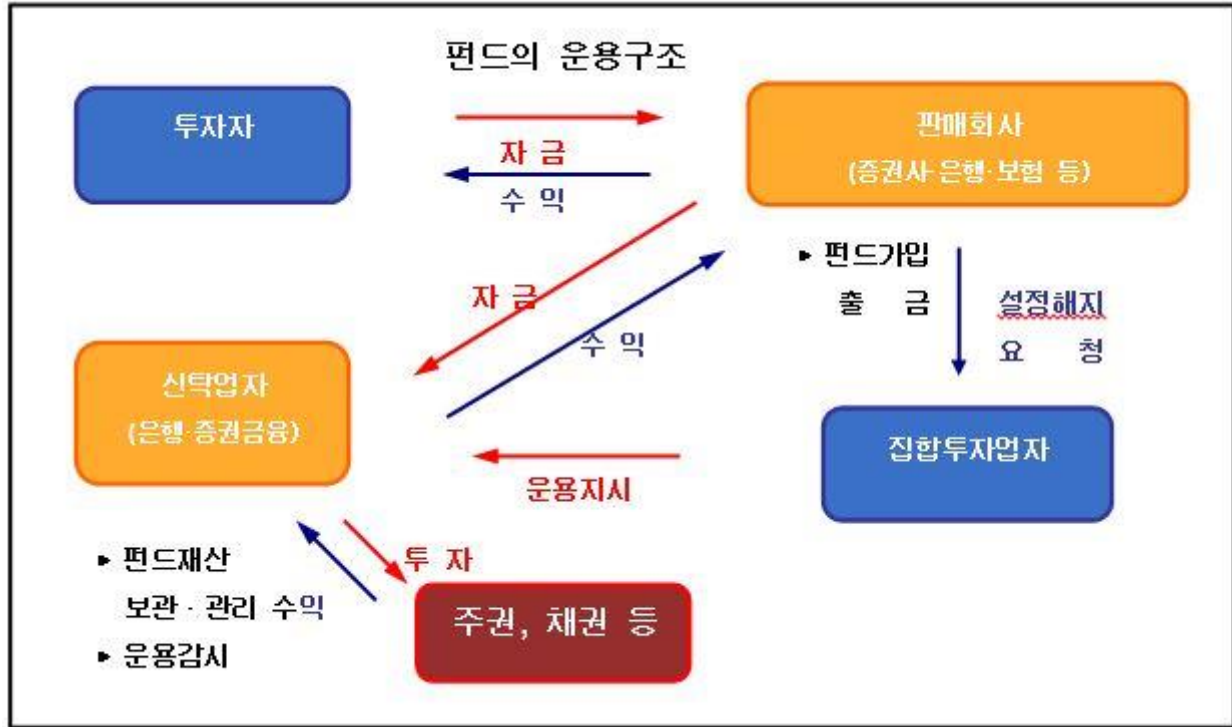 펀드의 운용구조
투자자
판매회사
(증권사·은행·보험 등)
자 금
수 익
▸ 펀드가입
출 금
설정해지
요 청
자 금
수 익
신탁업자
(은행·증권금융)
집합투자업자
운용지시
▸ 펀드재산
보관·관리 수익
▸ 운용감시
투 자
주권, 채권 등